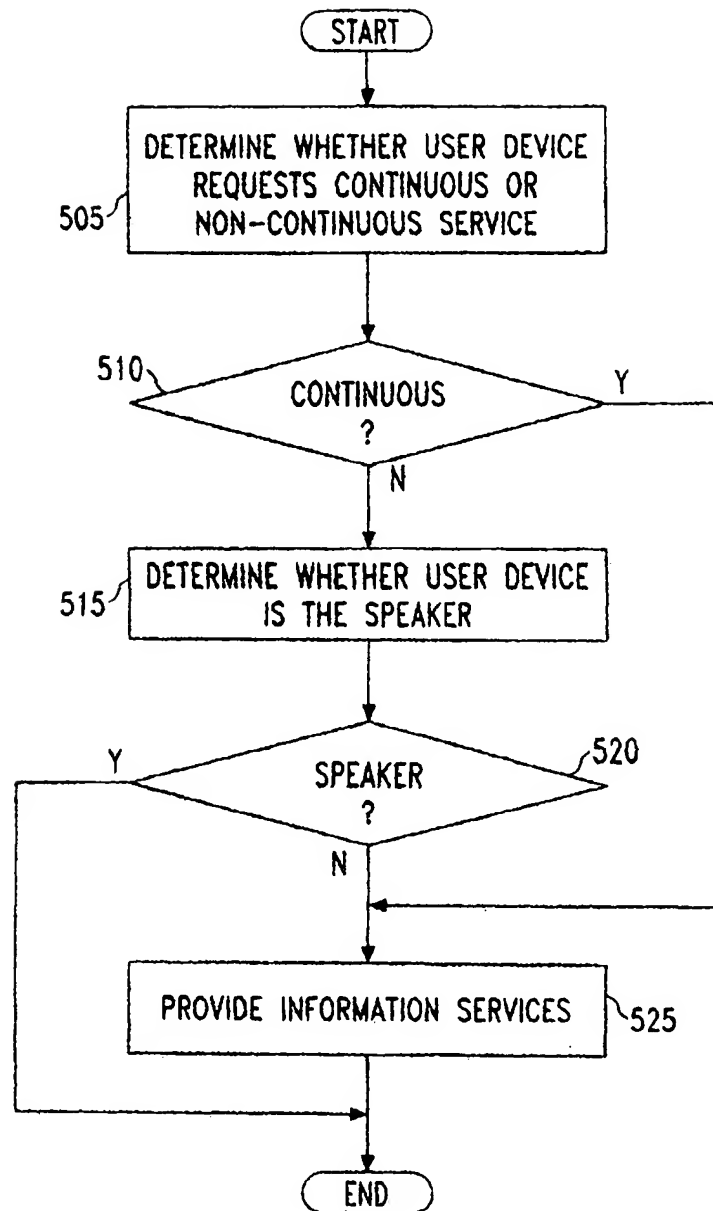 START
DETERMINE WHETHER USER DEVICE
REQUESTS CONTINUOUS OR
NON-CONTINUOUS SERVICE
505
510
CONTINUOUS
?
Y
N
DETERMINE WHETHER USER DEVICE
IS THE SPEAKER
515
Y
SPEAKER
?
520
N
PROVIDE INFORMATION SERVICES
525
END